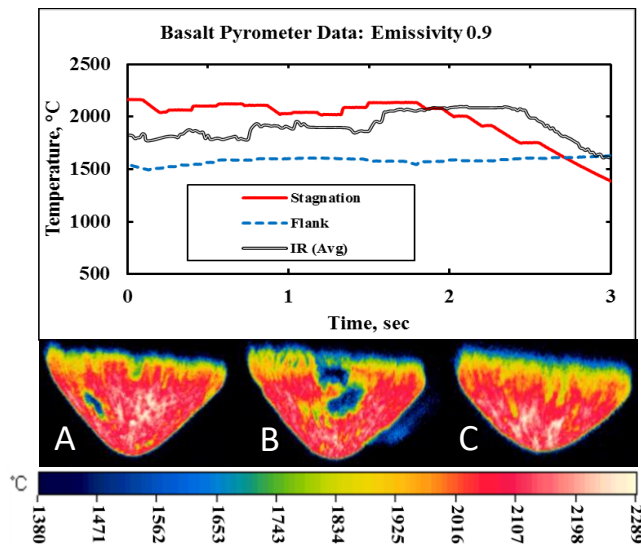 Basalt Pyrometer Data: Emissivity 0.9
2500
2000
1500
1000
500
Temperature, °C
Stagnation
Flank
IR (Avg)
0 1 2 3
Time, sec
A B C
°C
1380 1471 1562 1653 1743 1834 1925 2016 2107 2198 2289